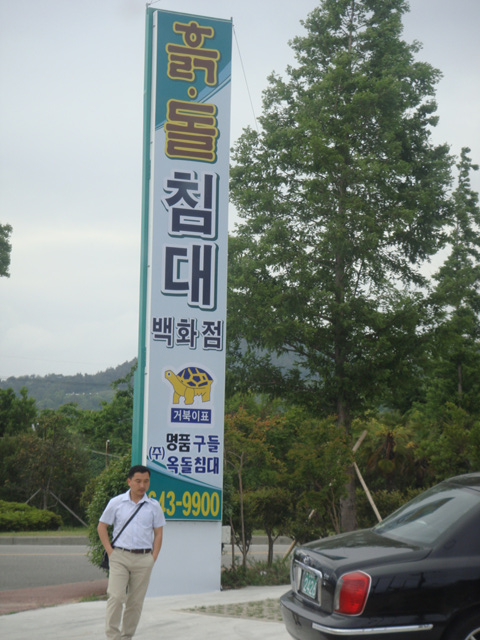 흙·돌
침대
백화점
거북이표
(주) 명품 구들
옥돌침대
43-9900